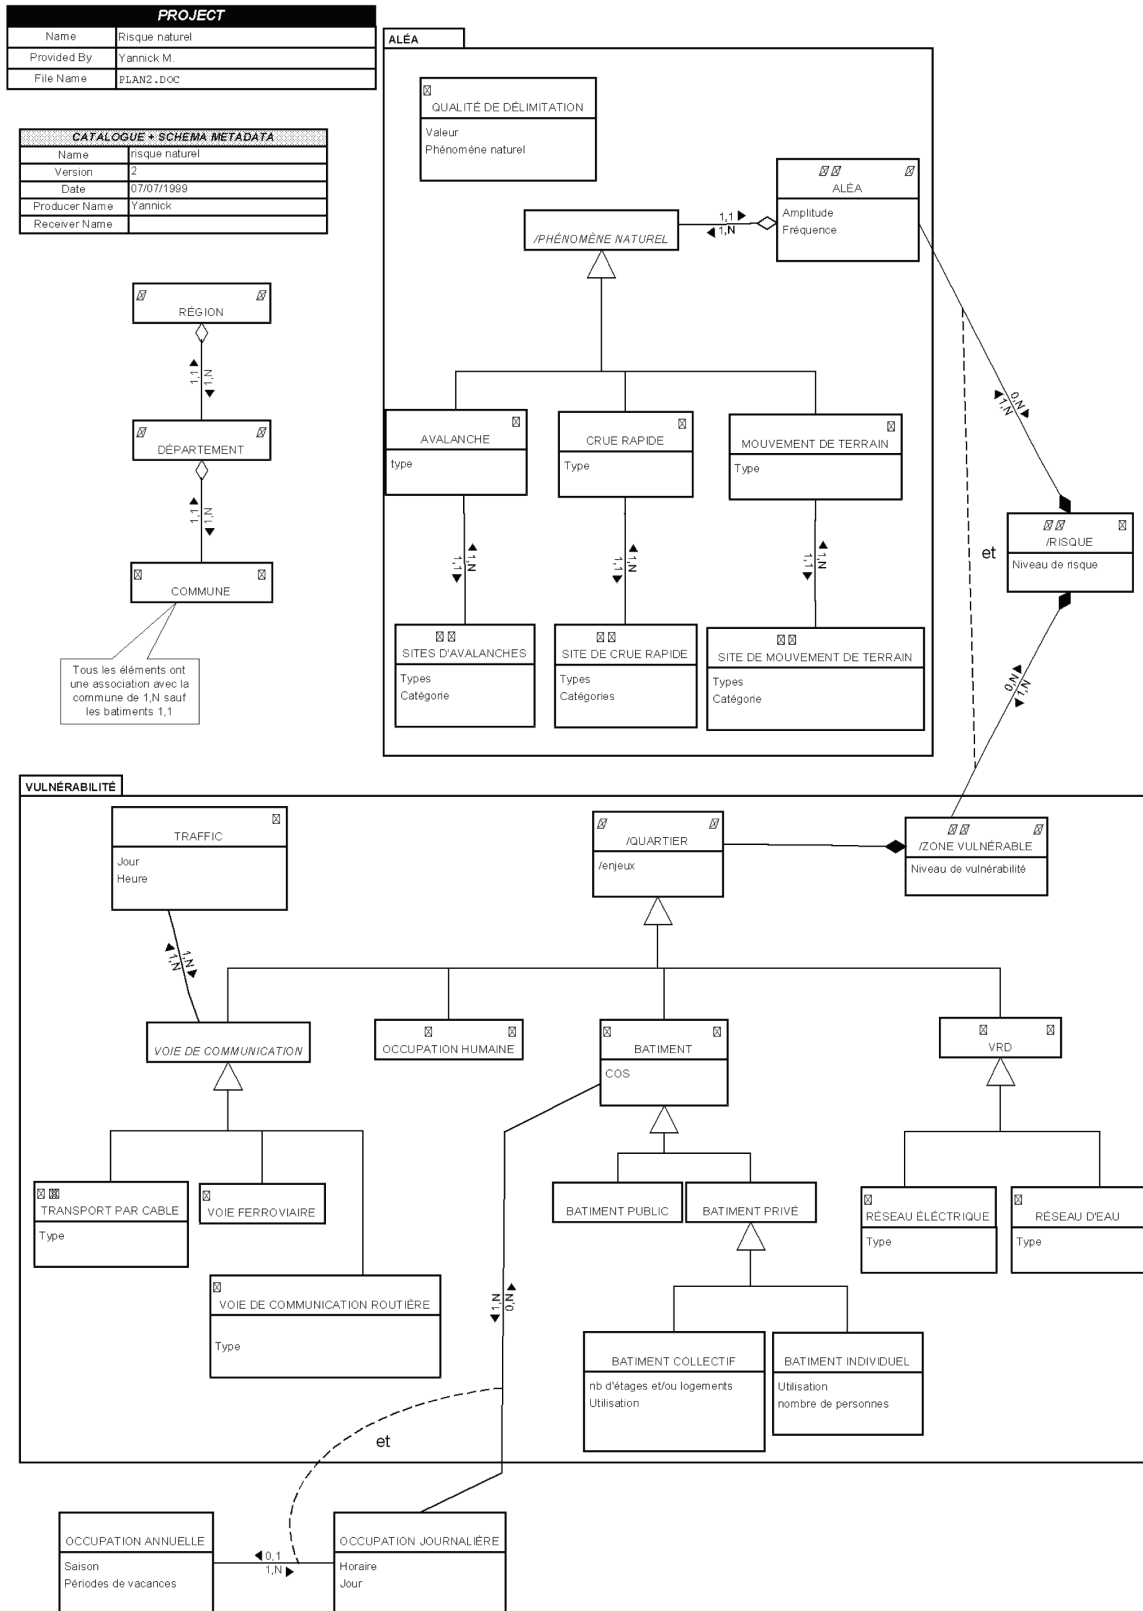 PROJECT
Name Risque naturel
Provided By Yannick M.
File Name PLAN2.DOC
CATALOGUE + SCHEMA METADATA
Name risque naturel
Version 2
Date 07/07/1999
Producer Name Yannick
Receiver Name
RÉGION
1,1
1,N
DÉPARTEMENT
1,1
1,N
COMMUNE
Tous les éléments ont
une association avec la
commune de 1,N sauf
les batiments 1,1
ALÉA
QUALITÉ DE DÉLIMITATION
Valeur
Phénoméne naturel
ALÉA
Amplitude
Fréquence
1,1
1,N
/PHÉNOMÈNE NATUREL
AVALANCHE
type
CRUE RAPIDE
Type
MOUVEMENT DE TERRAIN
Type
1,N
1,1
1,N
1,1
1,N
1,1
SITES D'AVALANCHES
Types
Catégorie
SITE DE CRUE RAPIDE
Types
Catégories
SITE DE MOUVEMENT DE TERRAIN
Types
Catégorie
0,N
1,N
et
/RISQUE
Niveau de risque
0,N
1,N
VULNÉRABILITÉ
TRAFFIC
Jour
Heure
/QUARTIER
/enjeux
/ZONE VULNÉRABLE
Niveau de vulnérabilité
1,N
1,N
VOIE DE COMMUNICATION
OCCUPATION HUMAINE
BATIMENT
COS
VRD
TRANSPORT PAR CABLE
Type
VOIE FERROVIAIRE
BATIMENT PUBLIC
BATIMENT PRIVÉ
RÉSEAU ÉLÉCTRIQUE
Type
RÉSEAU D'EAU
Type
VOIE DE COMMUNICATION ROUTIÈRE
Type
1,N
0,N
BATIMENT COLLECTIF
nb d'étages et/ou logements
Utilisation
BATIMENT INDIVIDUEL
Utilisation
nombre de personnes
et
OCCUPATION ANNUELLE
Saison
Périodes de vacances
0,1
1,N
OCCUPATION JOURNALIÈRE
Horaire
Jour